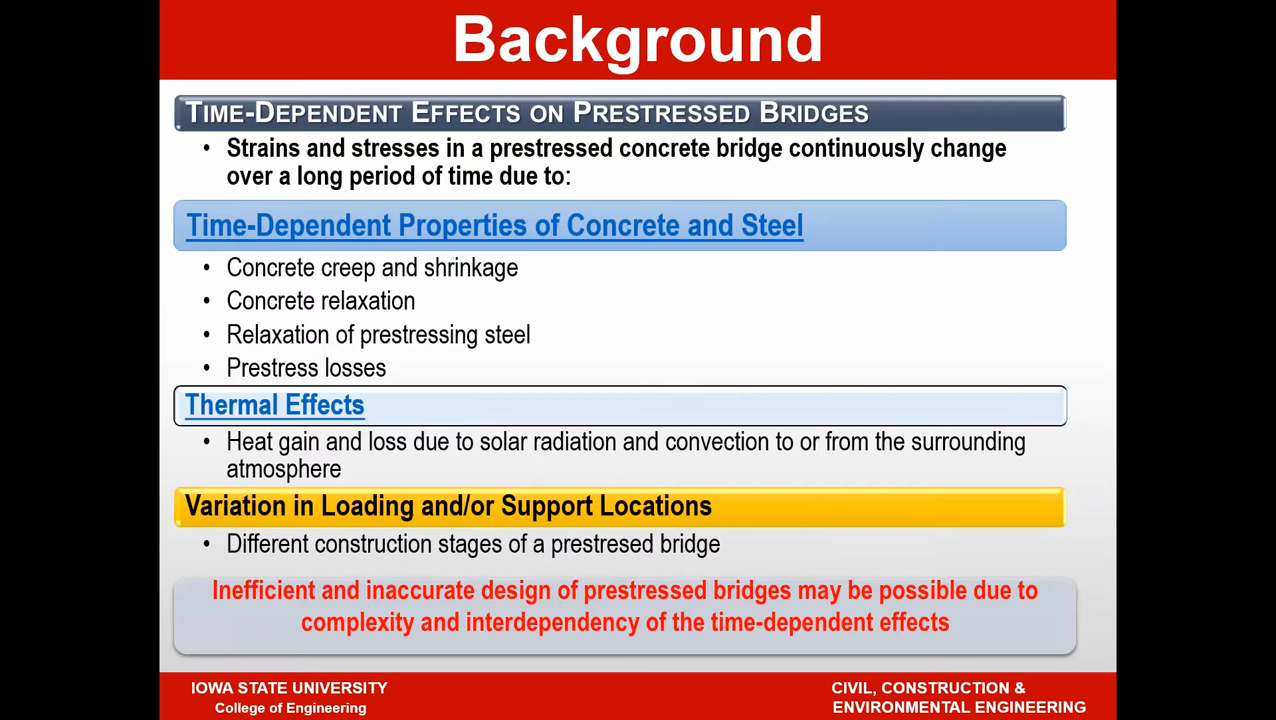 Background
TIME-DEPENDENT EFFECTS ON PRESTRESSED BRIDGES
• Strains and stresses in a prestressed concrete bridge continuously change
over a long period of time due to:
Time-Dependent Properties of Concrete and Steel
• Concrete creep and shrinkage
• Concrete relaxation
• Relaxation of prestressing steel
• Prestress losses
Thermal Effects
• Heat gain and loss due to solar radiation and convection to or from the surrounding
atmosphere
Variation in Loading and/or Support Locations
• Different construction stages of a prestresed bridge
Inefficient and inaccurate design of prestressed bridges may be possible due to
complexity and interdependency of the time-dependent effects
IOWA STATE UNIVERSITY
College of Engineering
CIVIL, CONSTRUCTION &
ENVIRONMENTAL ENGINEERING